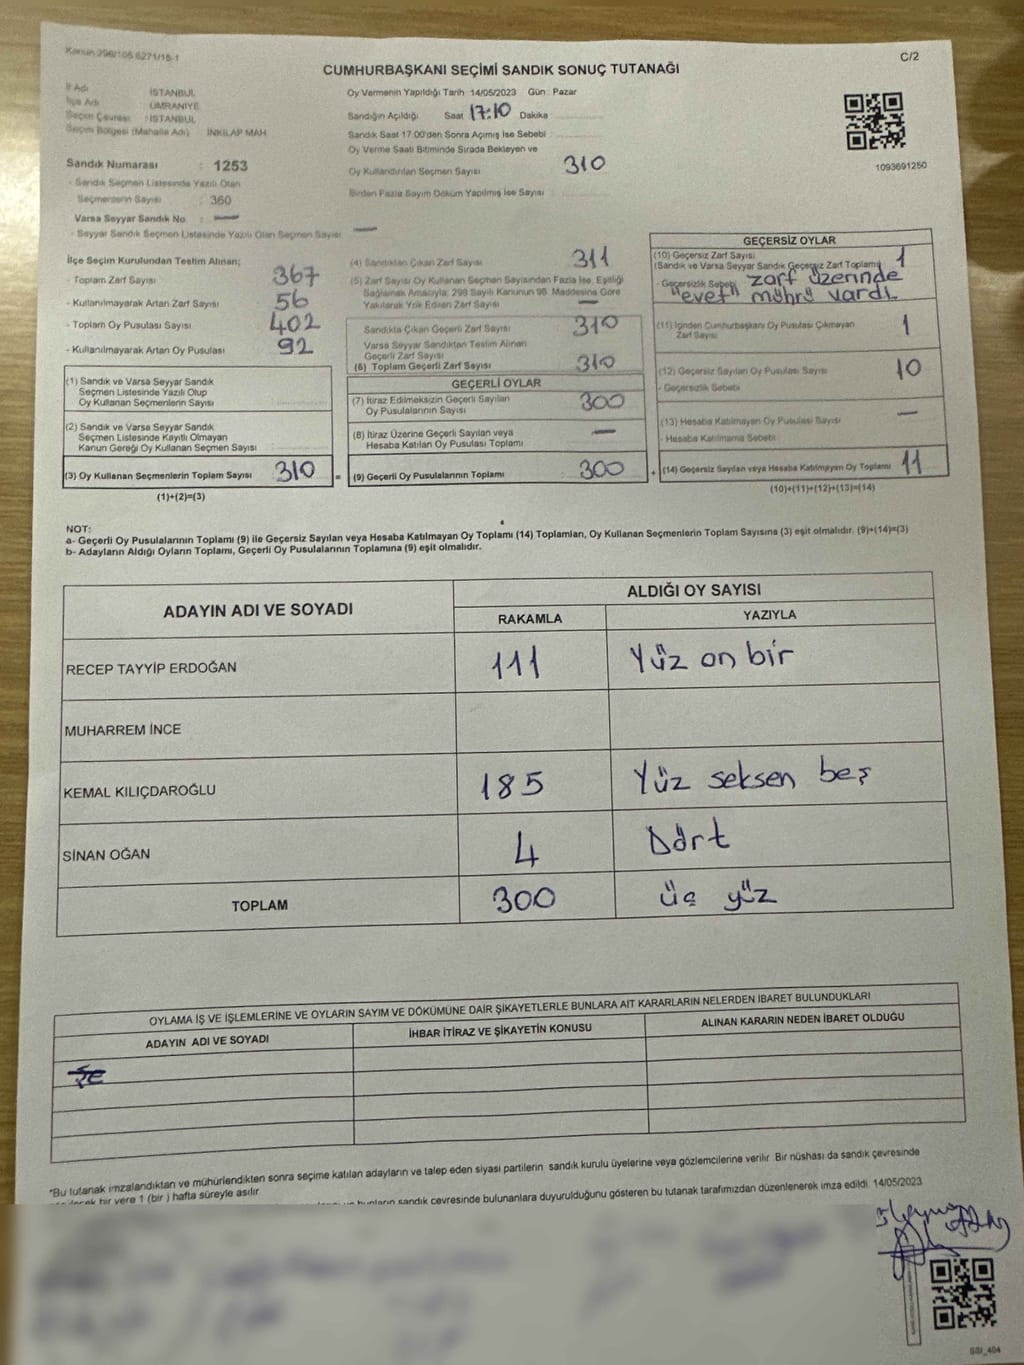 Kanun 298/105 6271/18-1
C/2
CUMHURBAŞKANI SEÇİMİ SANDIK SONUÇ TUTANAĞI
İl Adı : İSTANBUL
İlçe Adı : ÜMRANİYE
Seçim Çevresi : İSTANBUL
Seçim Bölgesi (Mahalle Adı) : İNKILAP MAH
Sandık Numarası : 1253
- Sandık Seçmen Listesinde Yazılı Olan
Seçmenlerin Sayısı : 360
Varsa Seyyar Sandık No : —
- Seyyar Sandık Seçmen Listesinde Yazılı Olan Seçmen Sayısı : —
Oy Vermenin Yapıldığı Tarih 14/05/2023 Gün : Pazar
Sandığın Açıldığı Saat 17:10 Dakika
Sandık Saat 17.00'den Sonra Açılmış İse Sebebi :
Oy Verme Saati Bitiminde Sırada Bekleyen ve
Oy Kullandırılan Seçmen Sayısı 310
Birden Fazla Sayım Döküm Yapılmış İse Sayısı :
1093691250
İlçe Seçim Kurulundan Teslim Alınan;
Toplam Zarf Sayısı : 367
- Kullanılmayarak Artan Zarf Sayısı : 56
- Toplam Oy Pusulası Sayısı : 402
- Kullanılmayarak Artan Oy Pusulası : 92
(1) Sandık ve Varsa Seyyar Sandık
Seçmen Listesinde Yazılı Olup
Oy Kullanan Seçmenlerin Sayısı :
(2) Sandık ve Varsa Seyyar Sandık
Seçmen Listesinde Kayıtlı Olmayan
Kanun Gereği Oy Kullanan Seçmen Sayısı :
(3) Oy Kullanan Seçmenlerin Toplam Sayısı : 310 =
(1)+(2)=(3)
(4) Sandıktan Çıkan Zarf Sayısı : 311
(5) Zarf Sayısı Oy Kullanan Seçmen Sayısından Fazla İse, Eşitliği
Sağlamak Amacıyla; 298 Sayılı Kanunun 98. Maddesine Göre
Yakılarak Yok Edilen Zarf Sayısı : —
Sandıkta Çıkan Geçerli Zarf Sayısı : 310
Varsa Seyyar Sandıktan Teslim Alınan
Geçerli Zarf Sayısı :
(6) Toplam Geçerli Zarf Sayısı : 310
GEÇERLİ OYLAR
(7) İtiraz Edilmeksizin Geçerli Sayılan
Oy Pusulalarının Sayısı : 300
(8) İtiraz Üzerine Geçerli Sayılan veya
Hesaba Katılan Oy Pusulası Toplamı : —
(9) Geçerli Oy Pusulalarının Toplamı : 300 +
GEÇERSİZ OYLAR
(10) Geçersiz Zarf Sayısı
(Sandık ve Varsa Seyyar Sandık Geçersiz Zarf Toplamı) : 1
- Geçersizlik Sebebi : zarf üzerinde
"evet" mührü vardı.
(11) İçinden Cumhurbaşkanı Oy Pusulası Çıkmayan
Zarf Sayısı : 1
(12) Geçersiz Sayılan Oy Pusulası Sayısı : 10
- Geçersizlik Sebebi :
(13) Hesaba Katılmayan Oy Pusulası Sayısı : —
- Hesaba Katılmama Sebebi :
(14) Geçersiz Sayılan veya Hesaba Katılmayan Oy Toplamı : 11
(10)+(11)+(12)+(13)=(14)
NOT:
a- Geçerli Oy Pusulalarının Toplamı (9) ile Geçersiz Sayılan veya Hesaba Katılmayan Oy Toplamı (14) Toplamları, Oy Kullanan Seçmenlerin Toplam Sayısına (3) eşit olmalıdır. (9)+(14)=(3)
b- Adayların Aldığı Oyların Toplamı, Geçerli Oy Pusulalarının Toplamına (9) eşit olmalıdır.
ADAYIN ADI VE SOYADI
ALDIĞI OY SAYISI
RAKAMLA YAZIYLA
RECEP TAYYİP ERDOĞAN 111 Yüz on bir
MUHARREM İNCE
KEMAL KILIÇDAROĞLU 185 Yüz seksen beş
SİNAN OĞAN 4 Dört
TOPLAM 300 üç yüz
OYLAMA İŞ VE İŞLEMLERİNE VE OYLARIN SAYIM VE DÖKÜMÜNE DAİR ŞİKAYETLERLE BUNLARA AİT KARARLARIN NELERDEN İBARET BULUNDUKLARI
ADAYIN ADI VE SOYADI İHBAR İTİRAZ VE ŞİKAYETİN KONUSU ALINAN KARARIN NEDEN İBARET OLDUĞU
*Bu tutanak imzalandıktan ve mühürlendikten sonra seçime katılan adayların ve talep eden siyasi partilerin sandık kurulu üyelerine veya gözlemcilerine verilir. Bir nüshası da sandık çevresinde
bir yere 1 (bir ) hafta süreyle asılır.
bunların sandık çevresinde bulunanlara duyurulduğunu gösteren bu tutanak tarafımızdan düzenlenerek imza edildi. 14/05/2023
SSI_404